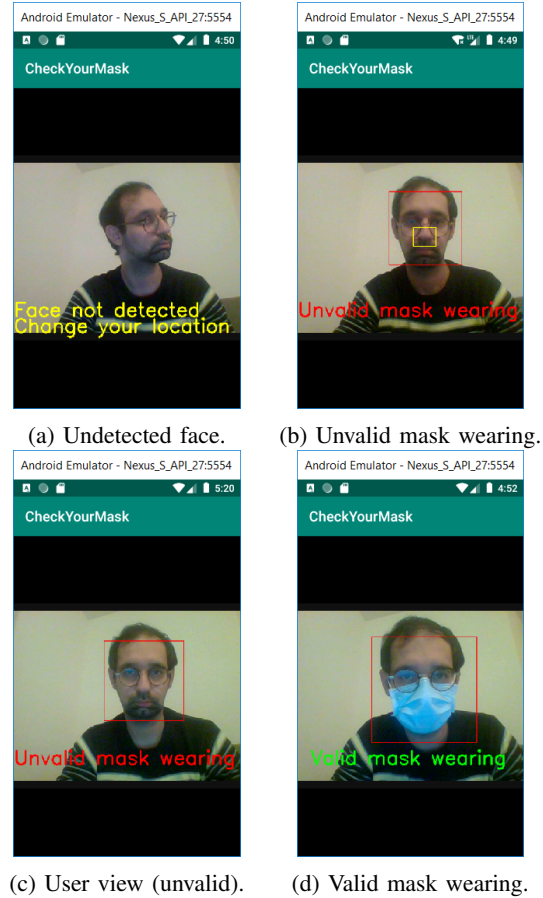 Android Emulator - Nexus_S_API_27:5554
4:50
CheckYourMask
Face not detected
Change your location
(a) Undetected face.
Android Emulator - Nexus_S_API_27:5554
LTE 4:49
CheckYourMask
Unvalid mask wearing
(b) Unvalid mask wearing.
Android Emulator - Nexus_S_API_27:5554
A 5:20
CheckYourMask
Unvalid mask wearing
(c) User view (unvalid).
Android Emulator - Nexus_S_API_27:5554
A 4:52
CheckYourMask
Valid mask wearing
(d) Valid mask wearing.